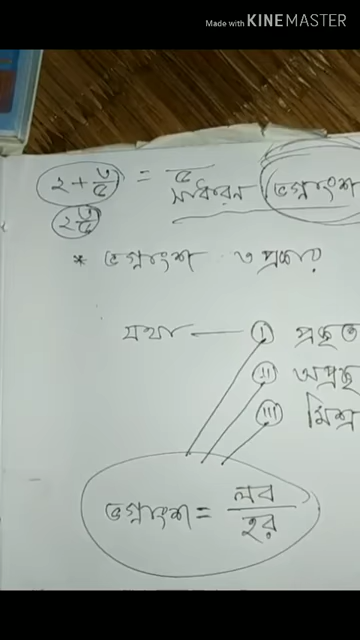 Made with KINEMASTER
২ + ৩/৫ = ৫
সাধারন ভগ্নাংশ
২ ৩/৫
* ভগ্নাংশ ৩ প্রকার
যথা — i প্রকৃত
ii অপ্রকৃ
iii মিশ্র
ভগ্নাংশ = লব/হর